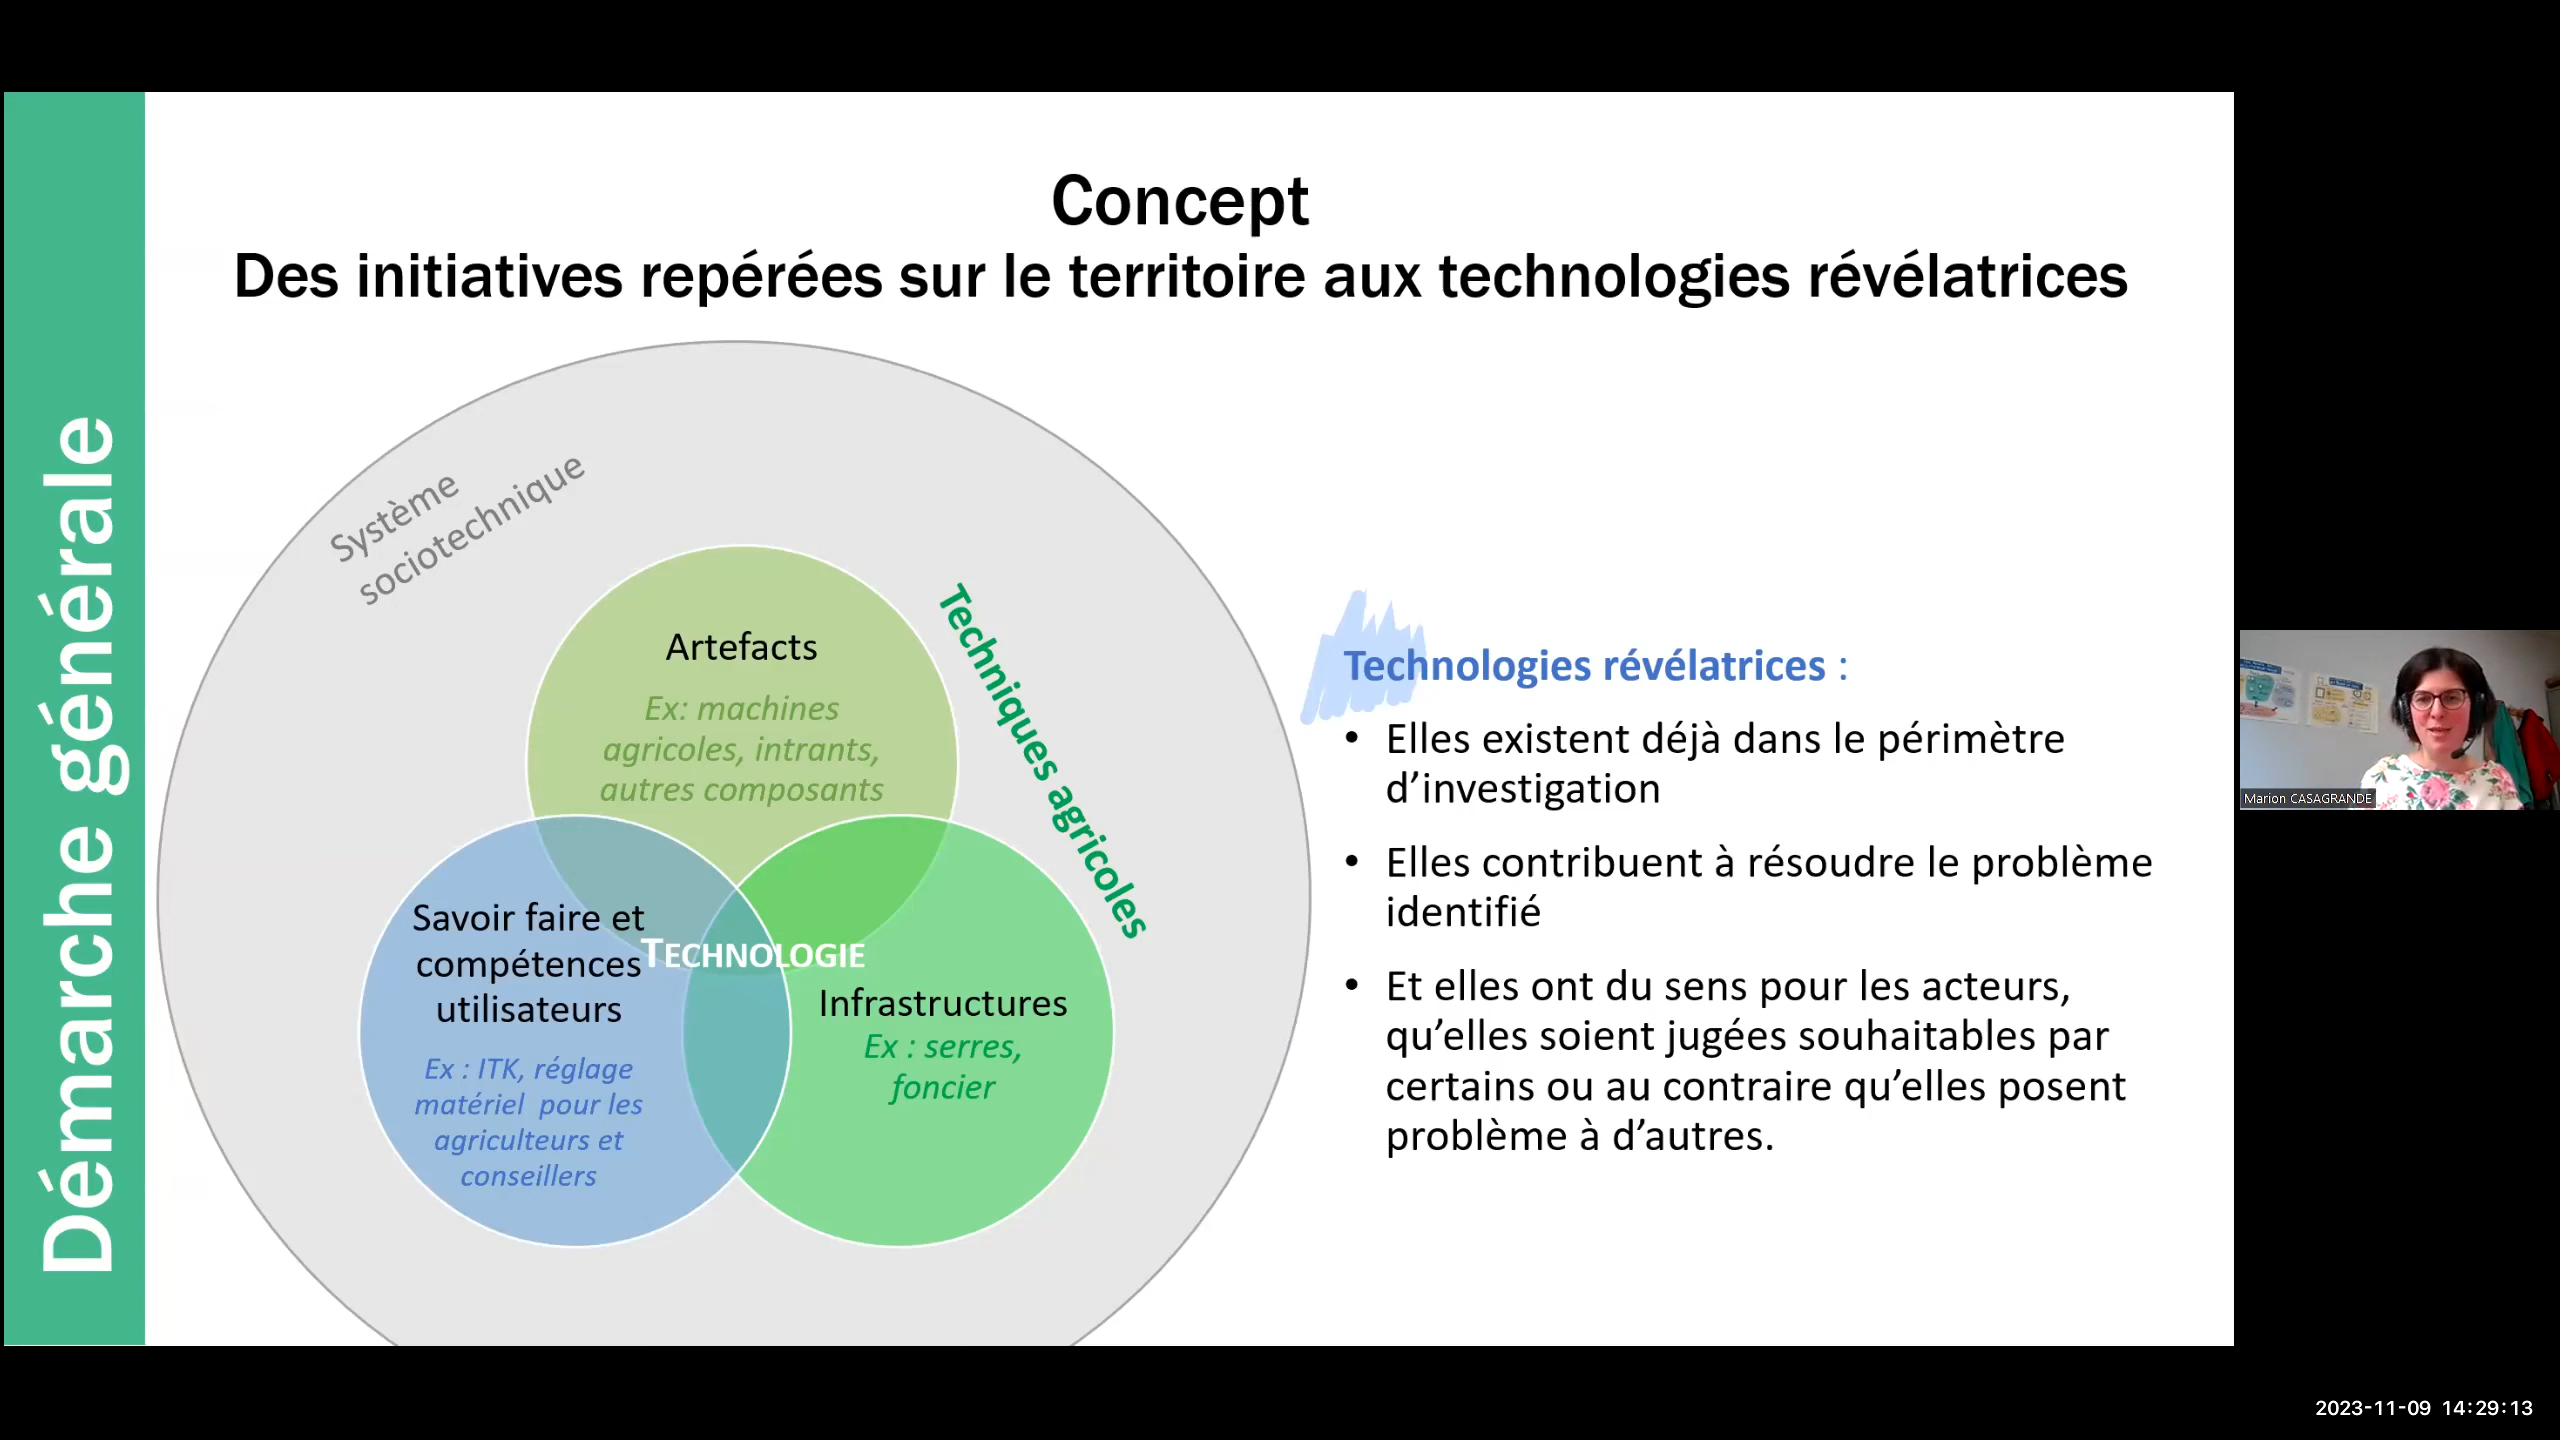 Démarche générale
Concept
Des initiatives repérées sur le territoire aux technologies révélatrices
Système
sociotechnique
Artefacts
Ex: machines
agricoles, intrants,
autres composants
Techniques agricoles
Savoir faire et
compétences
utilisateurs
Ex : ITK, réglage
matériel pour les
agriculteurs et
conseillers
TECHNOLOGIE
Infrastructures
Ex : serres,
foncier
Technologies révélatrices :
• Elles existent déjà dans le périmètre
d’investigation
• Elles contribuent à résoudre le problème
identifié
• Et elles ont du sens pour les acteurs,
qu’elles soient jugées souhaitables par
certains ou au contraire qu’elles posent
problème à d’autres.
Marion CASAGRANDE
2023-11-09 14:29:13